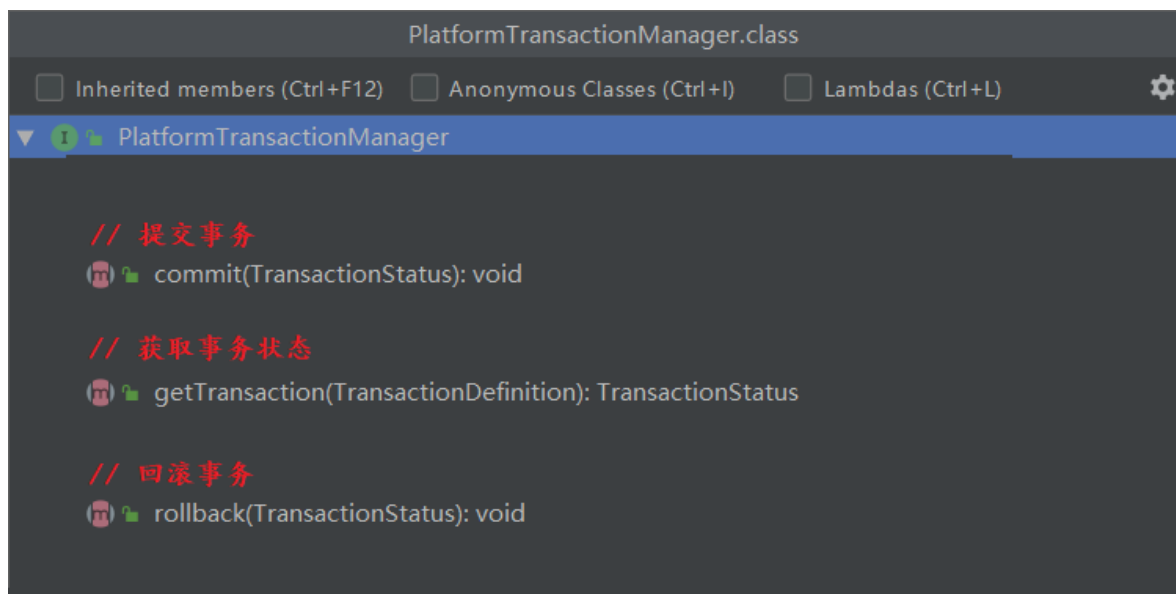 PlatformTransactionManager.class
Inherited members (Ctrl+F12) Anonymous Classes (Ctrl+I) Lambdas (Ctrl+L)
I PlatformTransactionManager
// 提交事务
m commit(TransactionStatus): void
// 获取事务状态
m getTransaction(TransactionDefinition): TransactionStatus
// 回滚事务
m rollback(TransactionStatus): void